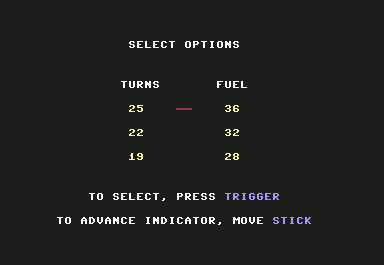 SELECT OPTIONS
TURNS FUEL
25 36
22 32
19 28
TO SELECT, PRESS TRIGGER
TO ADVANCE INDICATOR, MOVE STICK